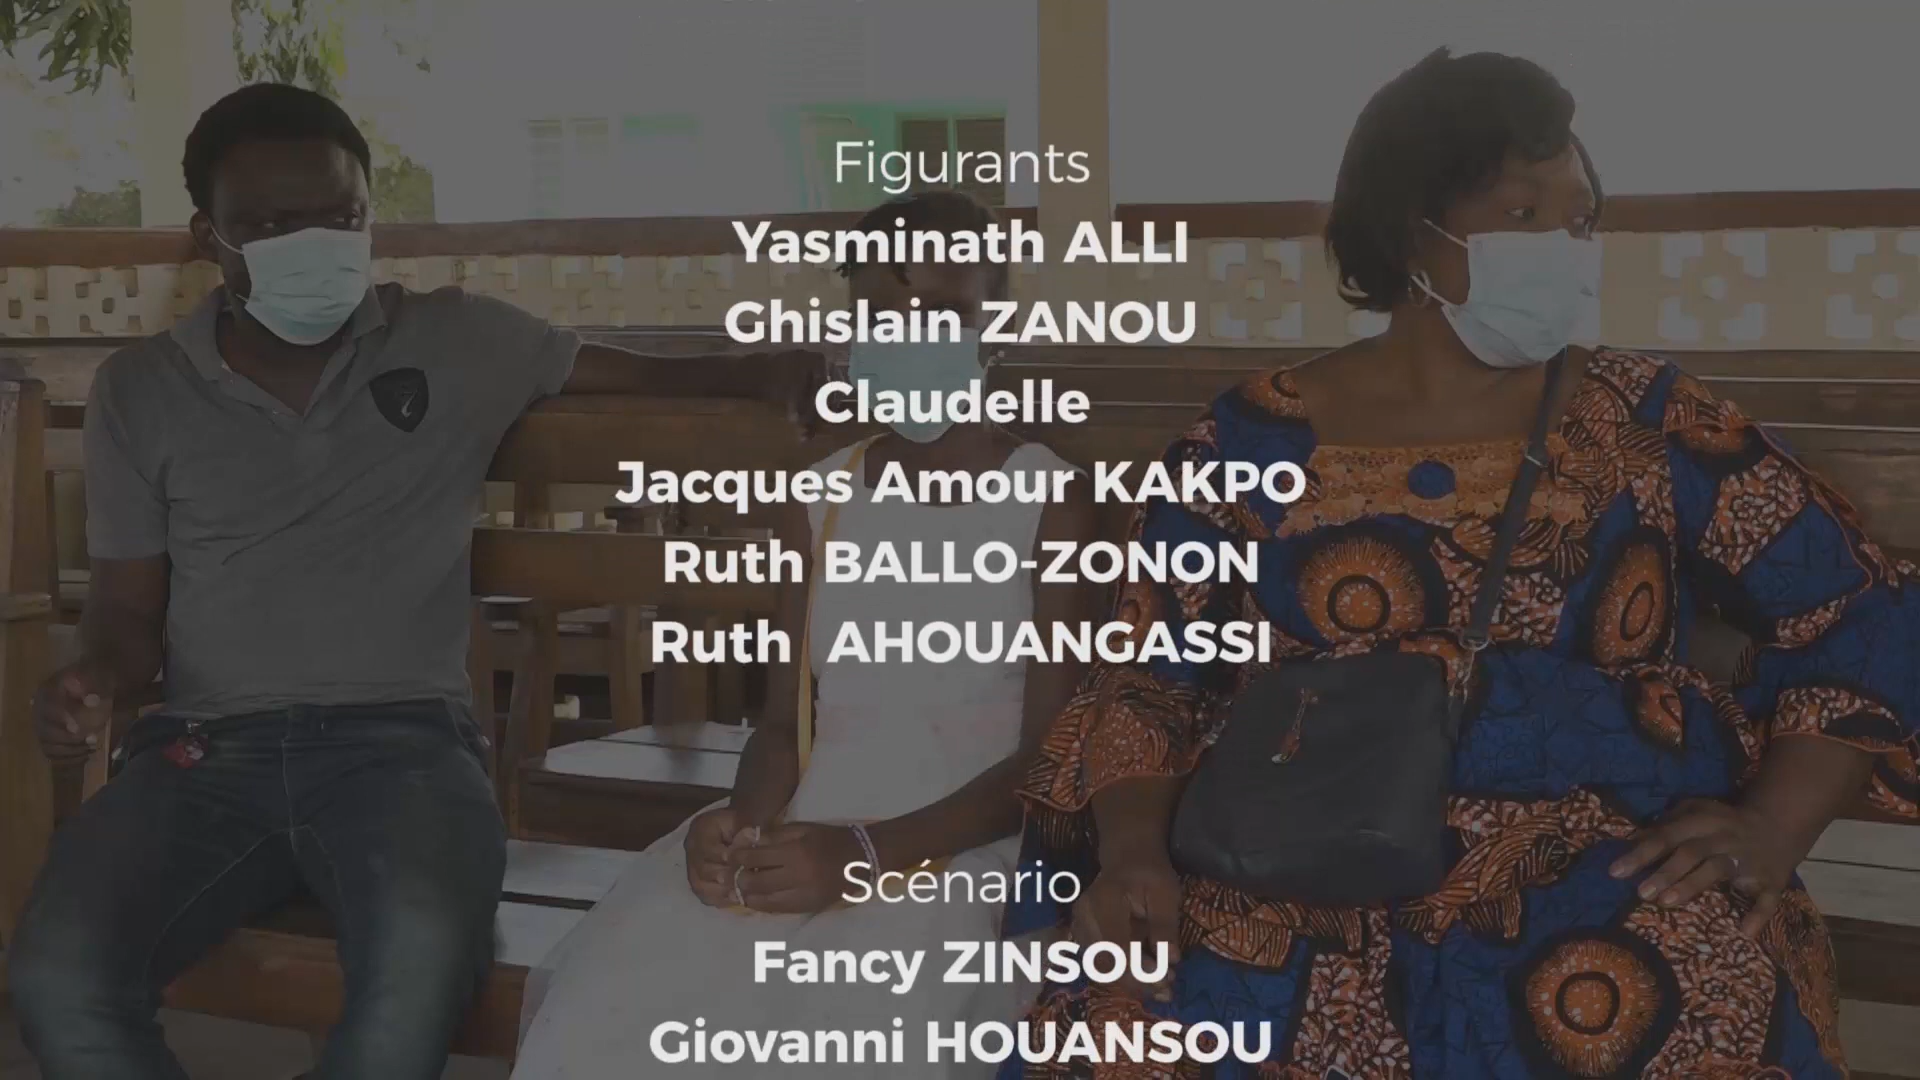 Figurants
Yasminath ALLI
Ghislain ZANOU
Claudelle
Jacques Amour KAKPO
Ruth BALLO-ZONON
Ruth AHOUANGASSI
Scénario
Fancy ZINSOU
Giovanni HOUANSOU
7